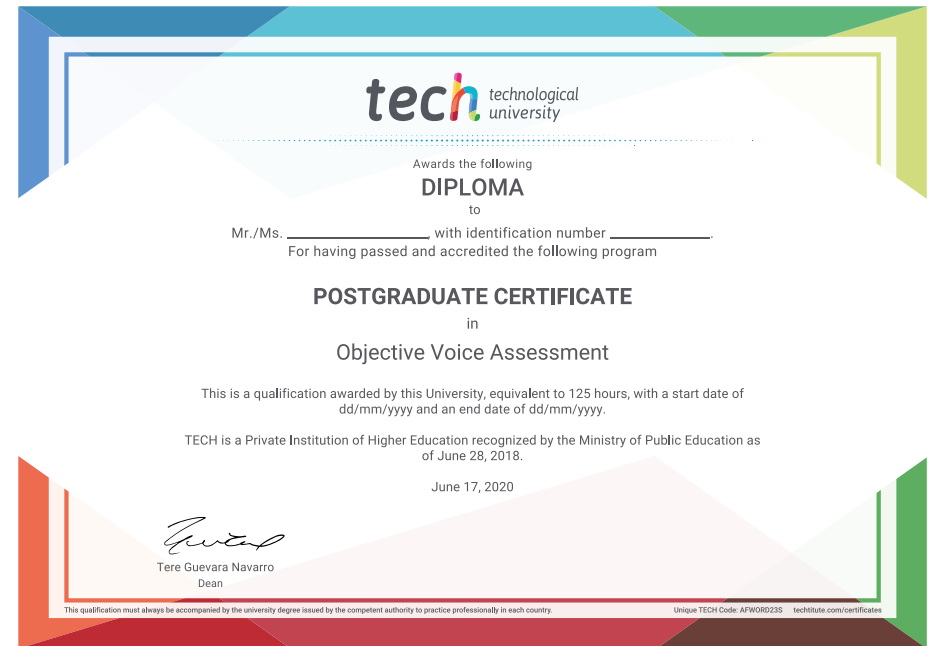 tech technological
university
Awards the following
DIPLOMA
to
Mr./Ms. ____________________, with identification number ______________.
For having passed and accredited the following program
POSTGRADUATE CERTIFICATE
in
Objective Voice Assessment
This is a qualification awarded by this University, equivalent to 125 hours, with a start date of
dd/mm/yyyy and an end date of dd/mm/yyyy.
TECH is a Private Institution of Higher Education recognized by the Ministry of Public Education as
of June 28, 2018.
June 17, 2020
Tere Guevara Navarro
Dean
This qualification must always be accompanied by the university degree issued by the competent authority to practice professionally in each country. Unique TECH Code: AFWORD23S techtitute.com/certificates